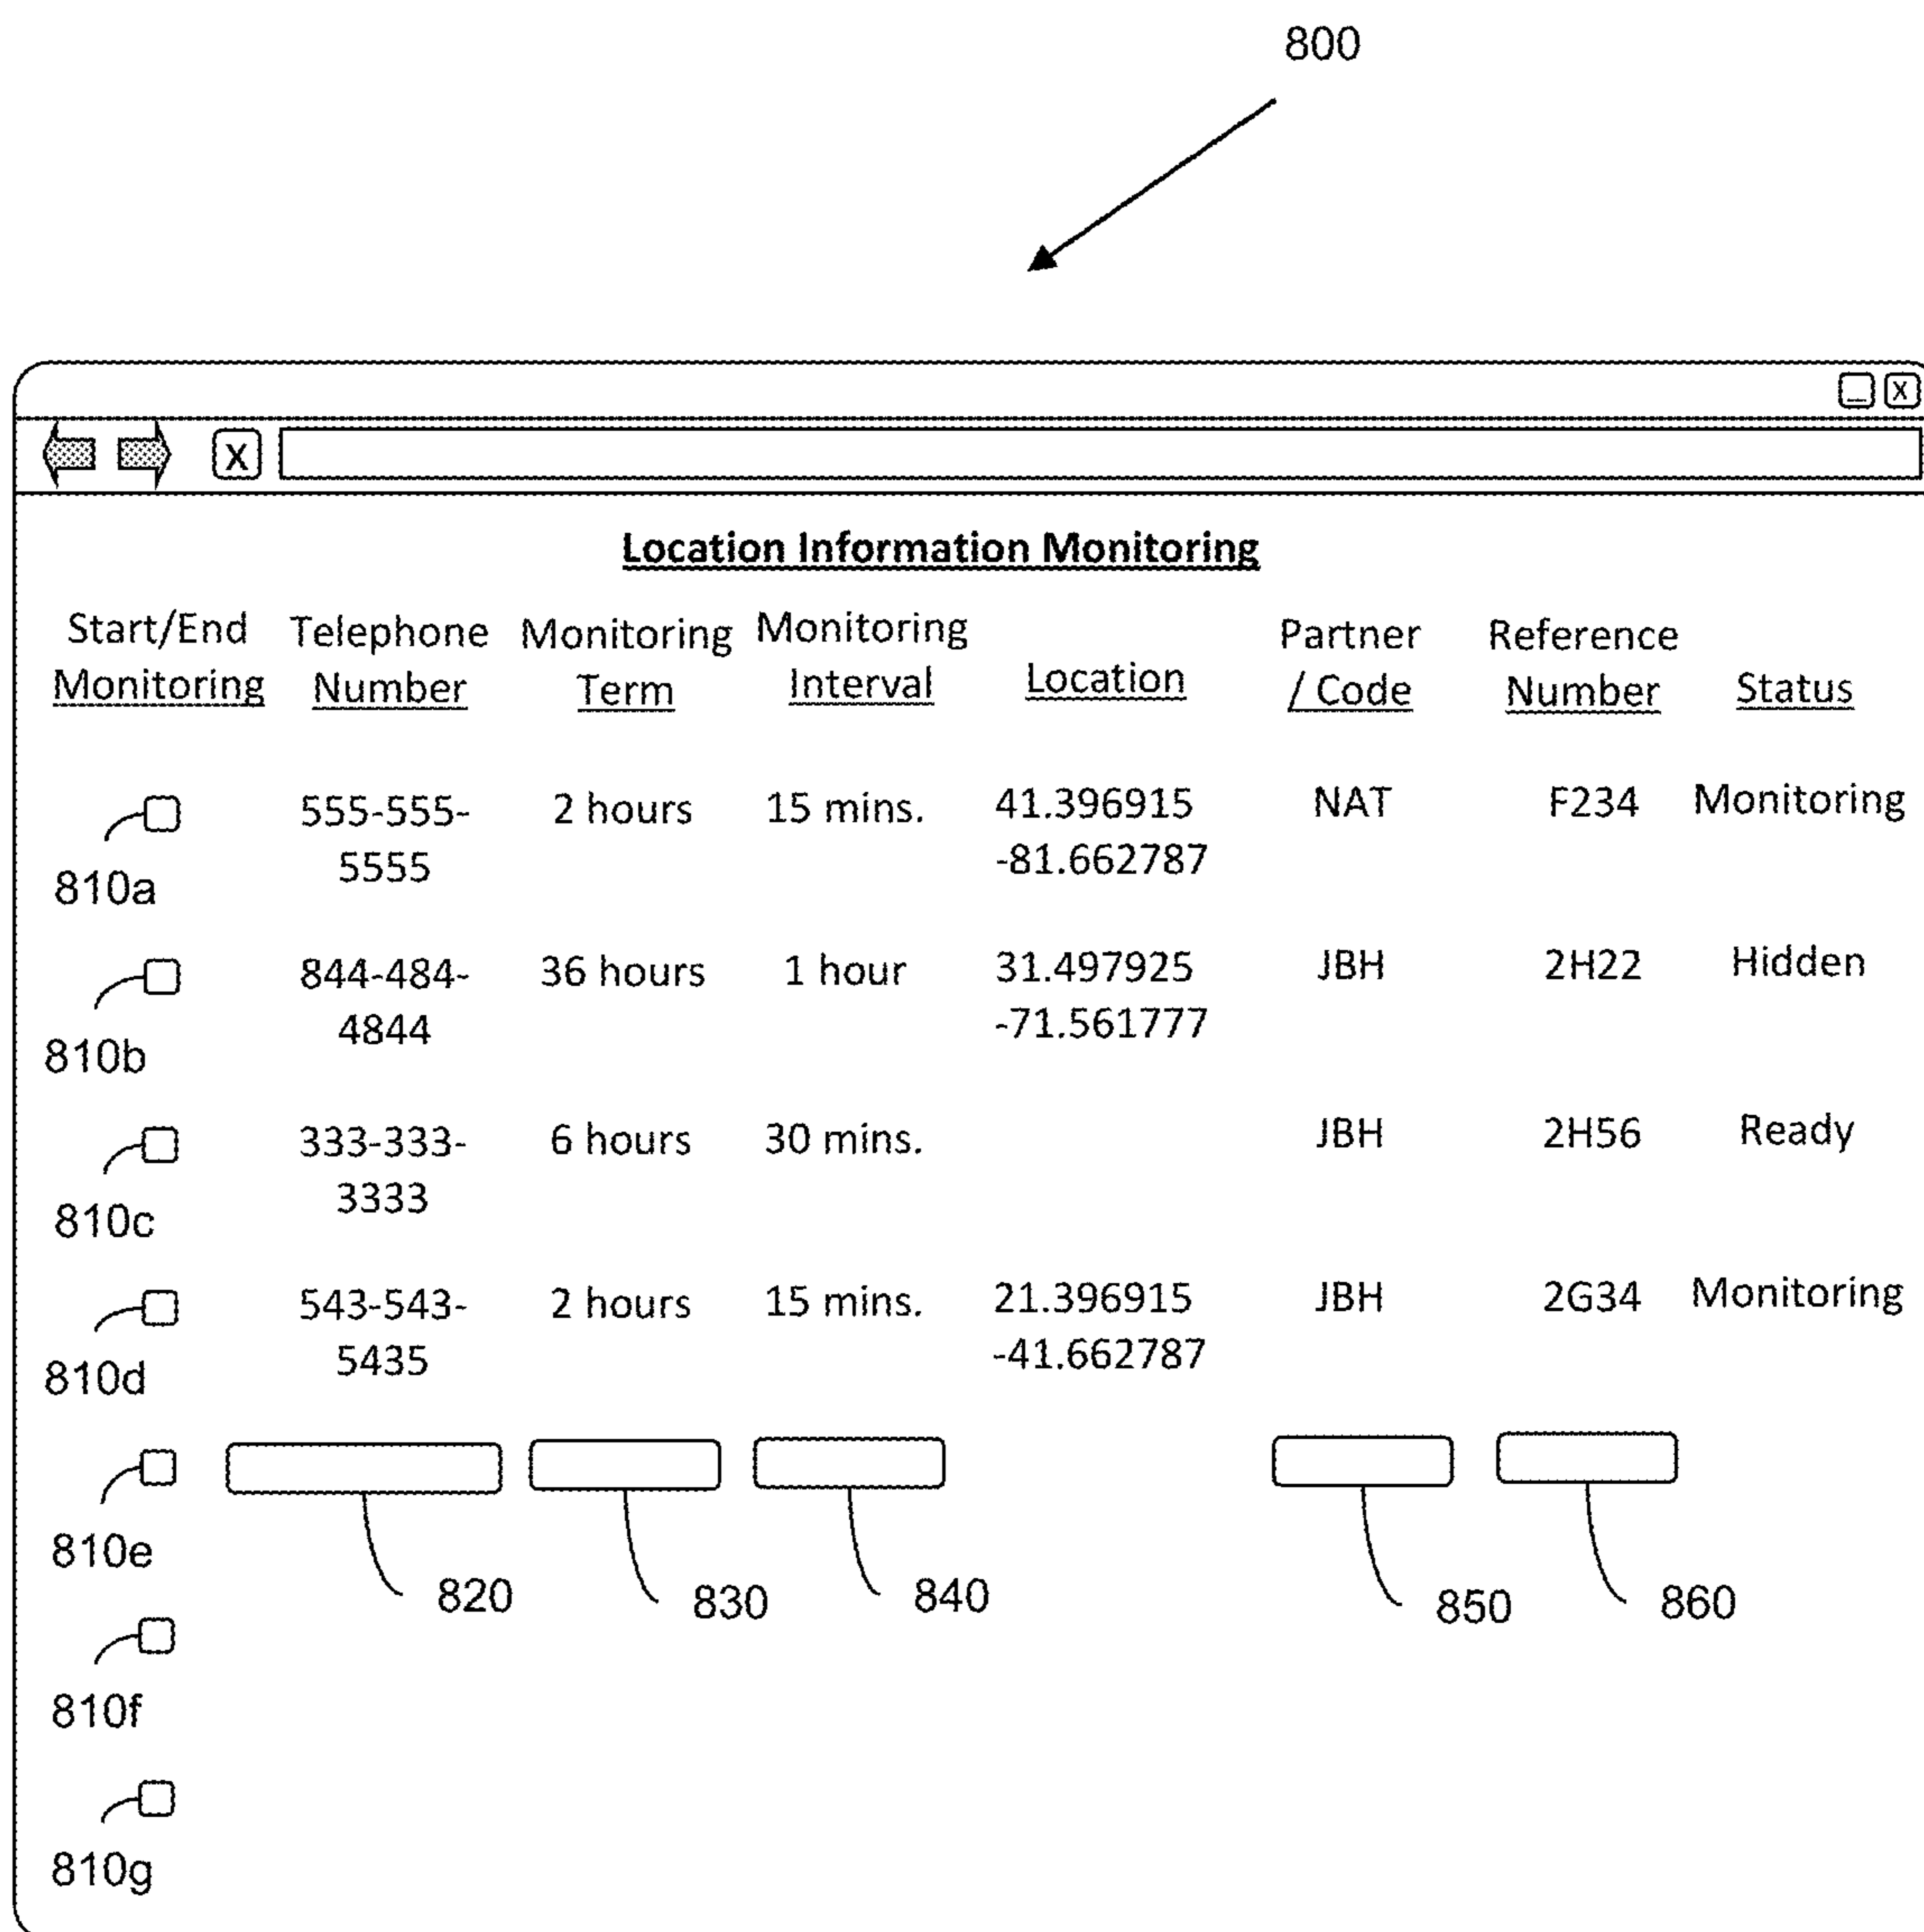 800
_ X
X
Location Information Monitoring
Start/End Telephone Monitoring Monitoring Partner Reference
Monitoring Number Term Interval Location / Code Number Status
555-555- 2 hours 15 mins. 41.396915 NAT F234 Monitoring
5555 -81.662787
810a
844-484- 36 hours 1 hour 31.497925 JBH 2H22 Hidden
4844 -71.561777
810b
333-333- 6 hours 30 mins. JBH 2H56 Ready
3333
810c
543-543- 2 hours 15 mins. 21.396915 JBH 2G34 Monitoring
5435 -41.662787
810d
810e
820 830 840 850 860
810f
810g